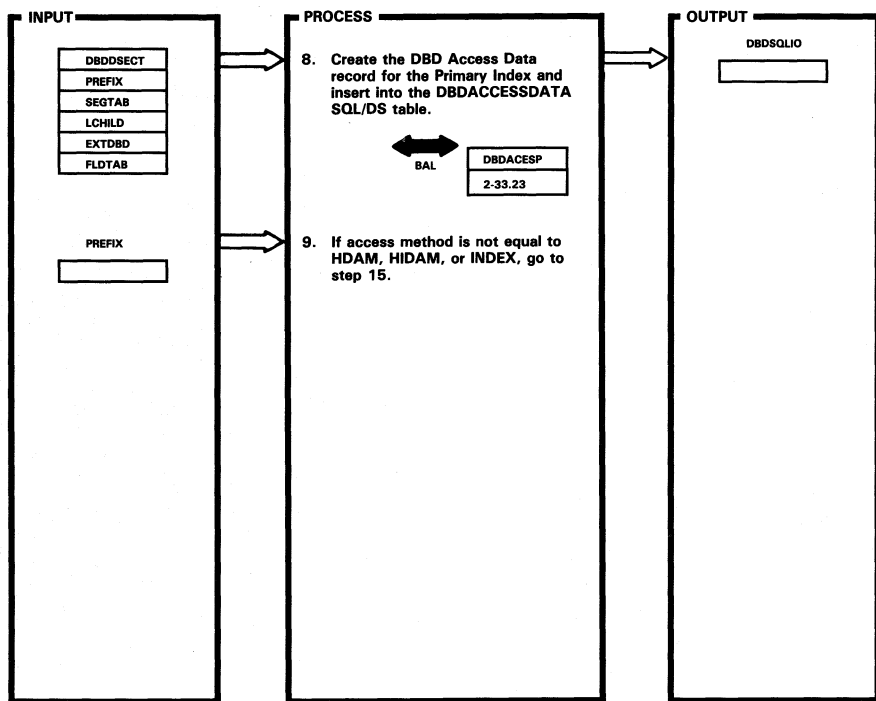 INPUT
DBDDSECT
PREFIX
SEGTAB
LCHILD
EXTDBD
FLDTAB
PREFIX
PROCESS
8. Create the DBD Access Data
record for the Primary Index and
insert into the DBDACCESSDATA
SQL/DS table.
BAL
DBDACESP
2-33.23
9. If access method is not equal to
HDAM, HIDAM, or INDEX, go to
step 15.
OUTPUT
DBDSQLIO